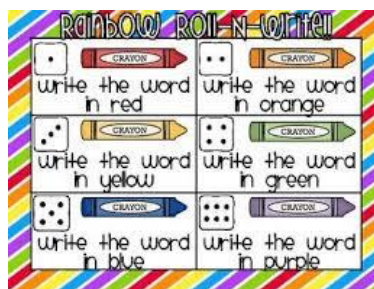 Rainbow Roll-N-Write!!
CRAYON
write the word
in red
CRAYON
write the word
in orange
CRAYON
write the word
in yellow
CRAYON
write the word
in green
CRAYON
write the word
in blue
CRAYON
write the word
in purple